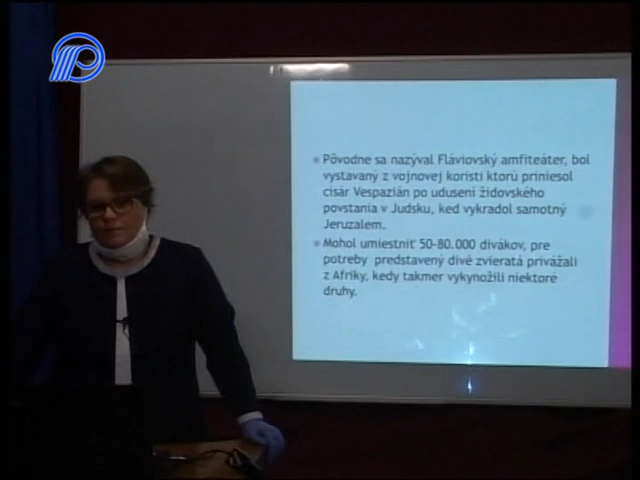 Pôvodne sa nazýval Fláviovský amfiteáter, bol
vystavaný z vojnovej koristi ktorú priniesol
cisár Vespazián po udusení židovského
povstania v Judsku, ked vykradol samotný
Jeruzalem.
Mohol umiestniť 50-80.000 divákov, pre
potreby predstavený divé zvieratá privážali
z Afriky, kedy takmer vykynožili niektoré
druhy.